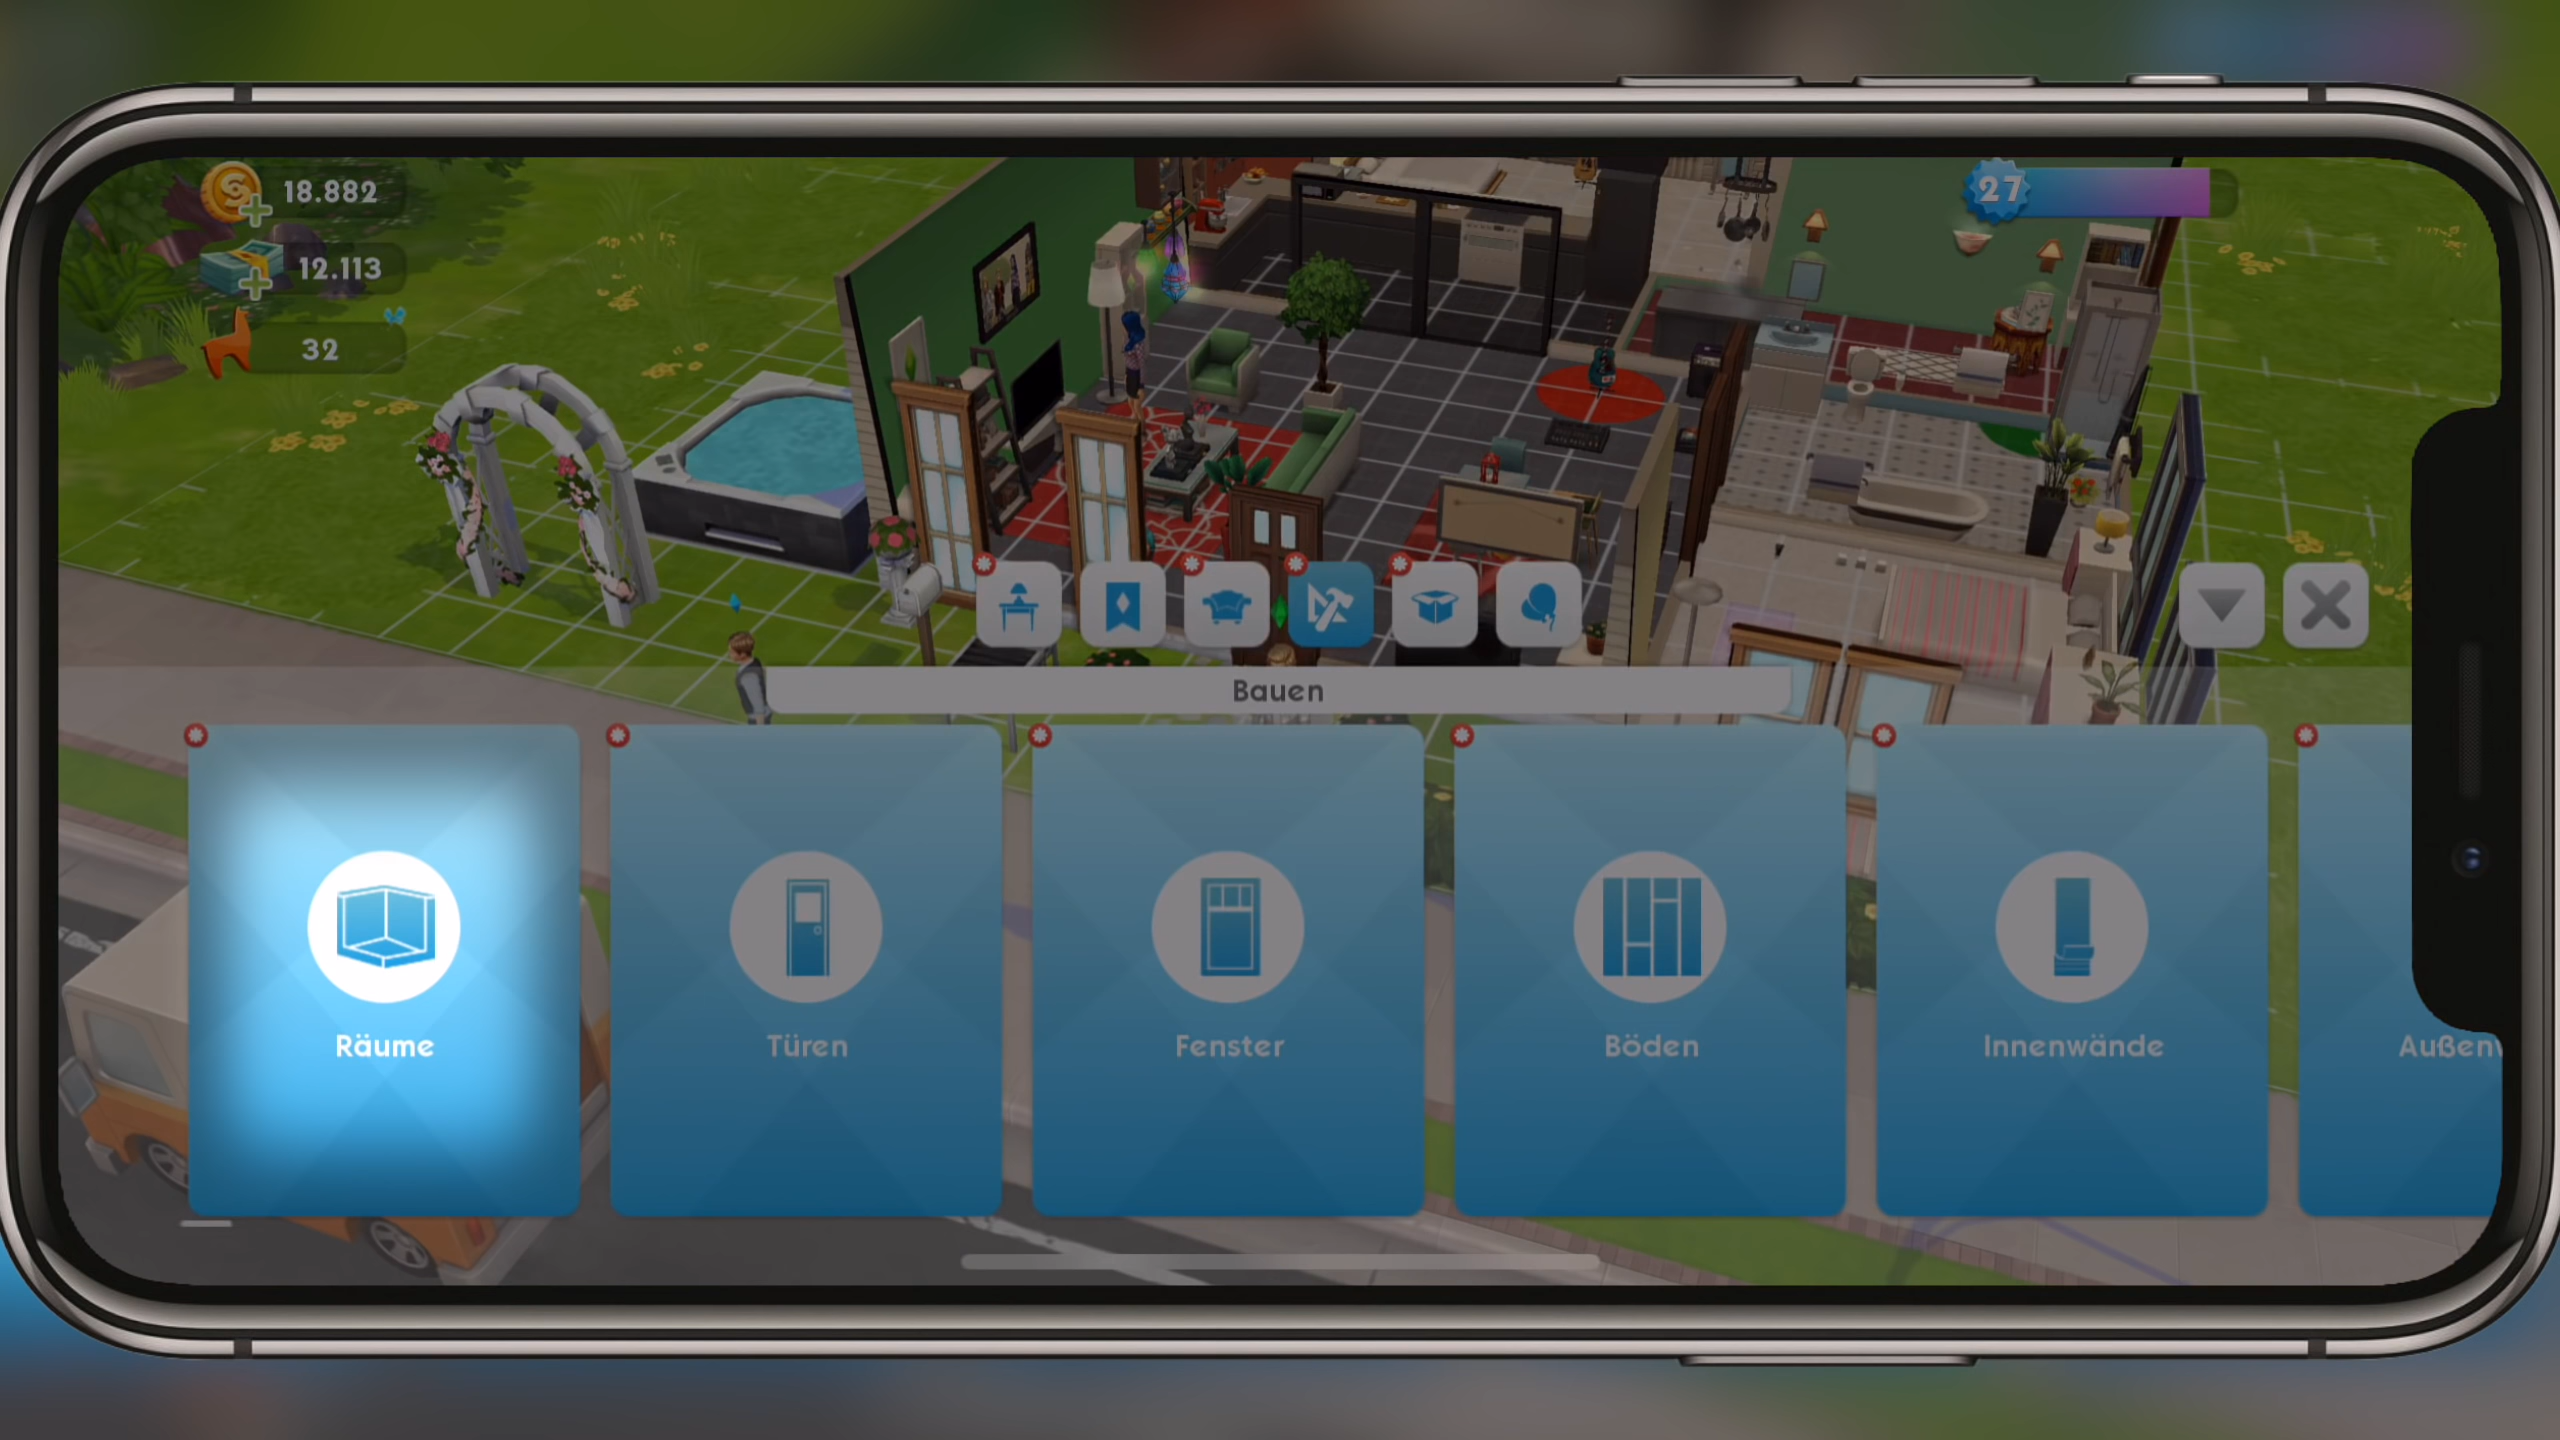 18.882
27
12.113
32
Bauen
Räume
Türen
Fenster
Böden
Innenwände